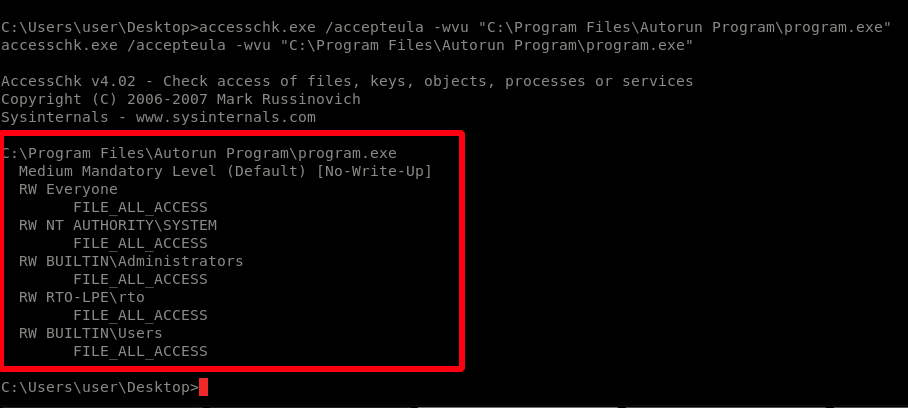 C:\Users\user\Desktop>accesschk.exe /accepteula -wvu "C:\Program Files\Autorun Program\program.exe"
accesschk.exe /accepteula -wvu "C:\Program Files\Autorun Program\program.exe"
AccessChk v4.02 - Check access of files, keys, objects, processes or services
Copyright (C) 2006-2007 Mark Russinovich
Sysinternals - www.sysinternals.com
C:\Program Files\Autorun Program\program.exe
Medium Mandatory Level (Default) [No-Write-Up]
RW Everyone
FILE_ALL_ACCESS
RW NT AUTHORITY\SYSTEM
FILE_ALL_ACCESS
RW BUILTIN\Administrators
FILE_ALL_ACCESS
RW RTO-LPE\rto
FILE_ALL_ACCESS
RW BUILTIN\Users
FILE_ALL_ACCESS
C:\Users\user\Desktop>